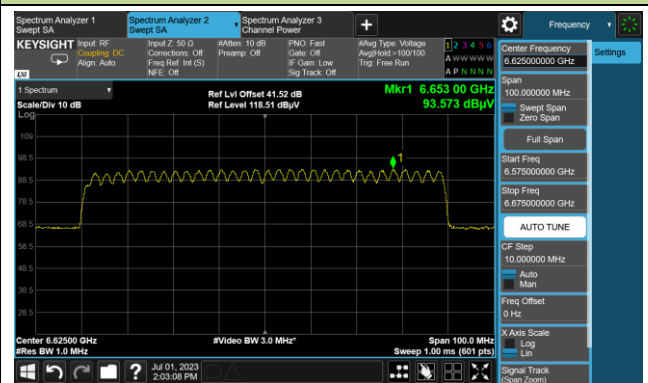 Spectrum Analyzer 1
Swept SA
Spectrum Analyzer 2
Swept SA
Spectrum Analyzer 3
Channel Power
Frequency
KEYSIGHT
Input: RF
Coupling: DC
Align: Auto
Input Z: 50 Ω
Corrections: Off
Freq Ref: Int (S)
NFE: Off
#Atten: 10 dB
Preamp: Off
PNO: Fast
Gate: Off
IF Gain: Low
Sig Track: Off
#Avg Type: Voltage
Avg|Hold:>100/100
Trig: Free Run
1 2 3 4 5 6
A W W W W W
A P N N N N
LXI
1 Spectrum
Scale/Div 10 dB
Log
Ref Lvl Offset 41.52 dB
Ref Level 118.51 dBµV
Mkr1 6.653 00 GHz
93.573 dBµV
109
98.5
88.5
78.5
68.5
58.5
48.5
38.5
28.5
1
Center 6.62500 GHz
#Res BW 1.0 MHz
#Video BW 3.0 MHz*
Span 100.0 MHz
Sweep 1.00 ms (601 pts)
Jul 01, 2023
2:03:08 PM
Center Frequency
6.625000000 GHz
Settings
Span
100.000000 MHz
Swept Span
Zero Span
Full Span
Start Freq
6.575000000 GHz
Stop Freq
6.675000000 GHz
AUTO TUNE
CF Step
10.000000 MHz
Auto
Man
Freq Offset
0 Hz
X Axis Scale
Log
Lin
Signal Track
(Span Zoom)